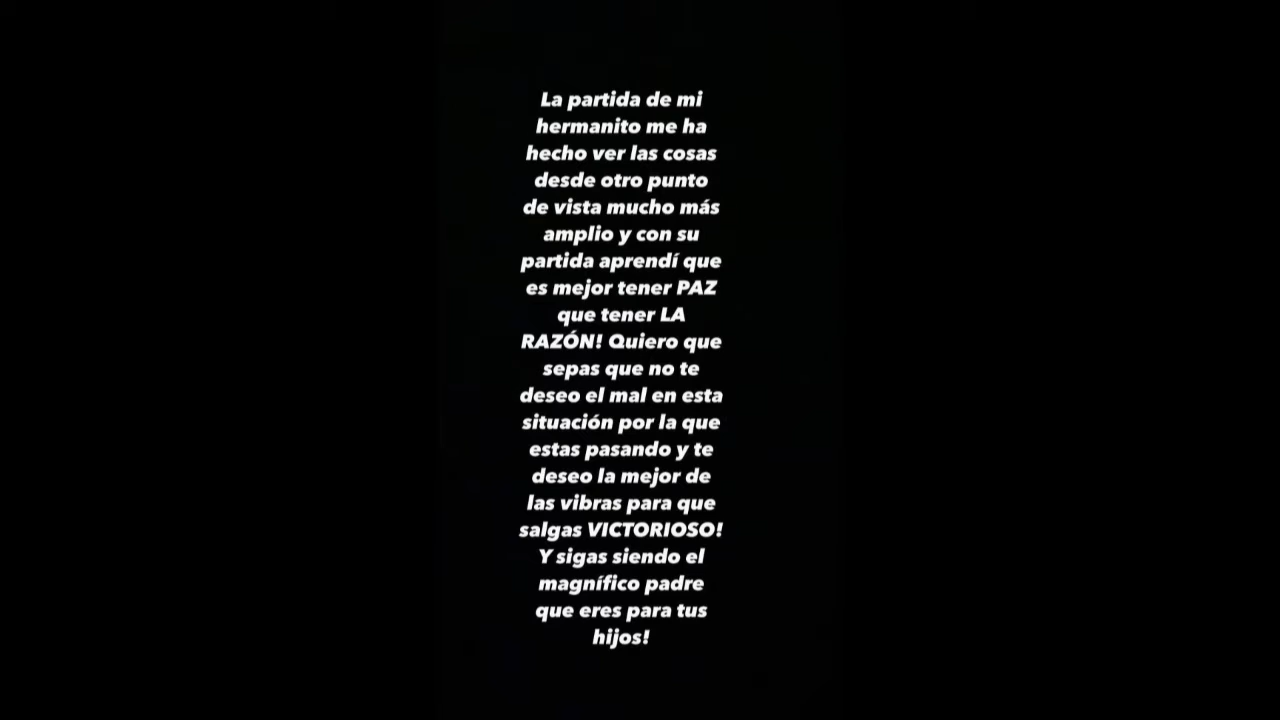 La partida de mi
hermanito me ha
hecho ver las cosas
desde otro punto
de vista mucho más
amplio y con su
partida aprendí que
es mejor tener PAZ
que tener LA
RAZÓN! Quiero que
sepas que no te
deseo el mal en esta
situación por la que
estas pasando y te
deseo la mejor de
las vibras para que
salgas VICTORIOSO!
Y sigas siendo el
magnífico padre
que eres para tus
hijos!